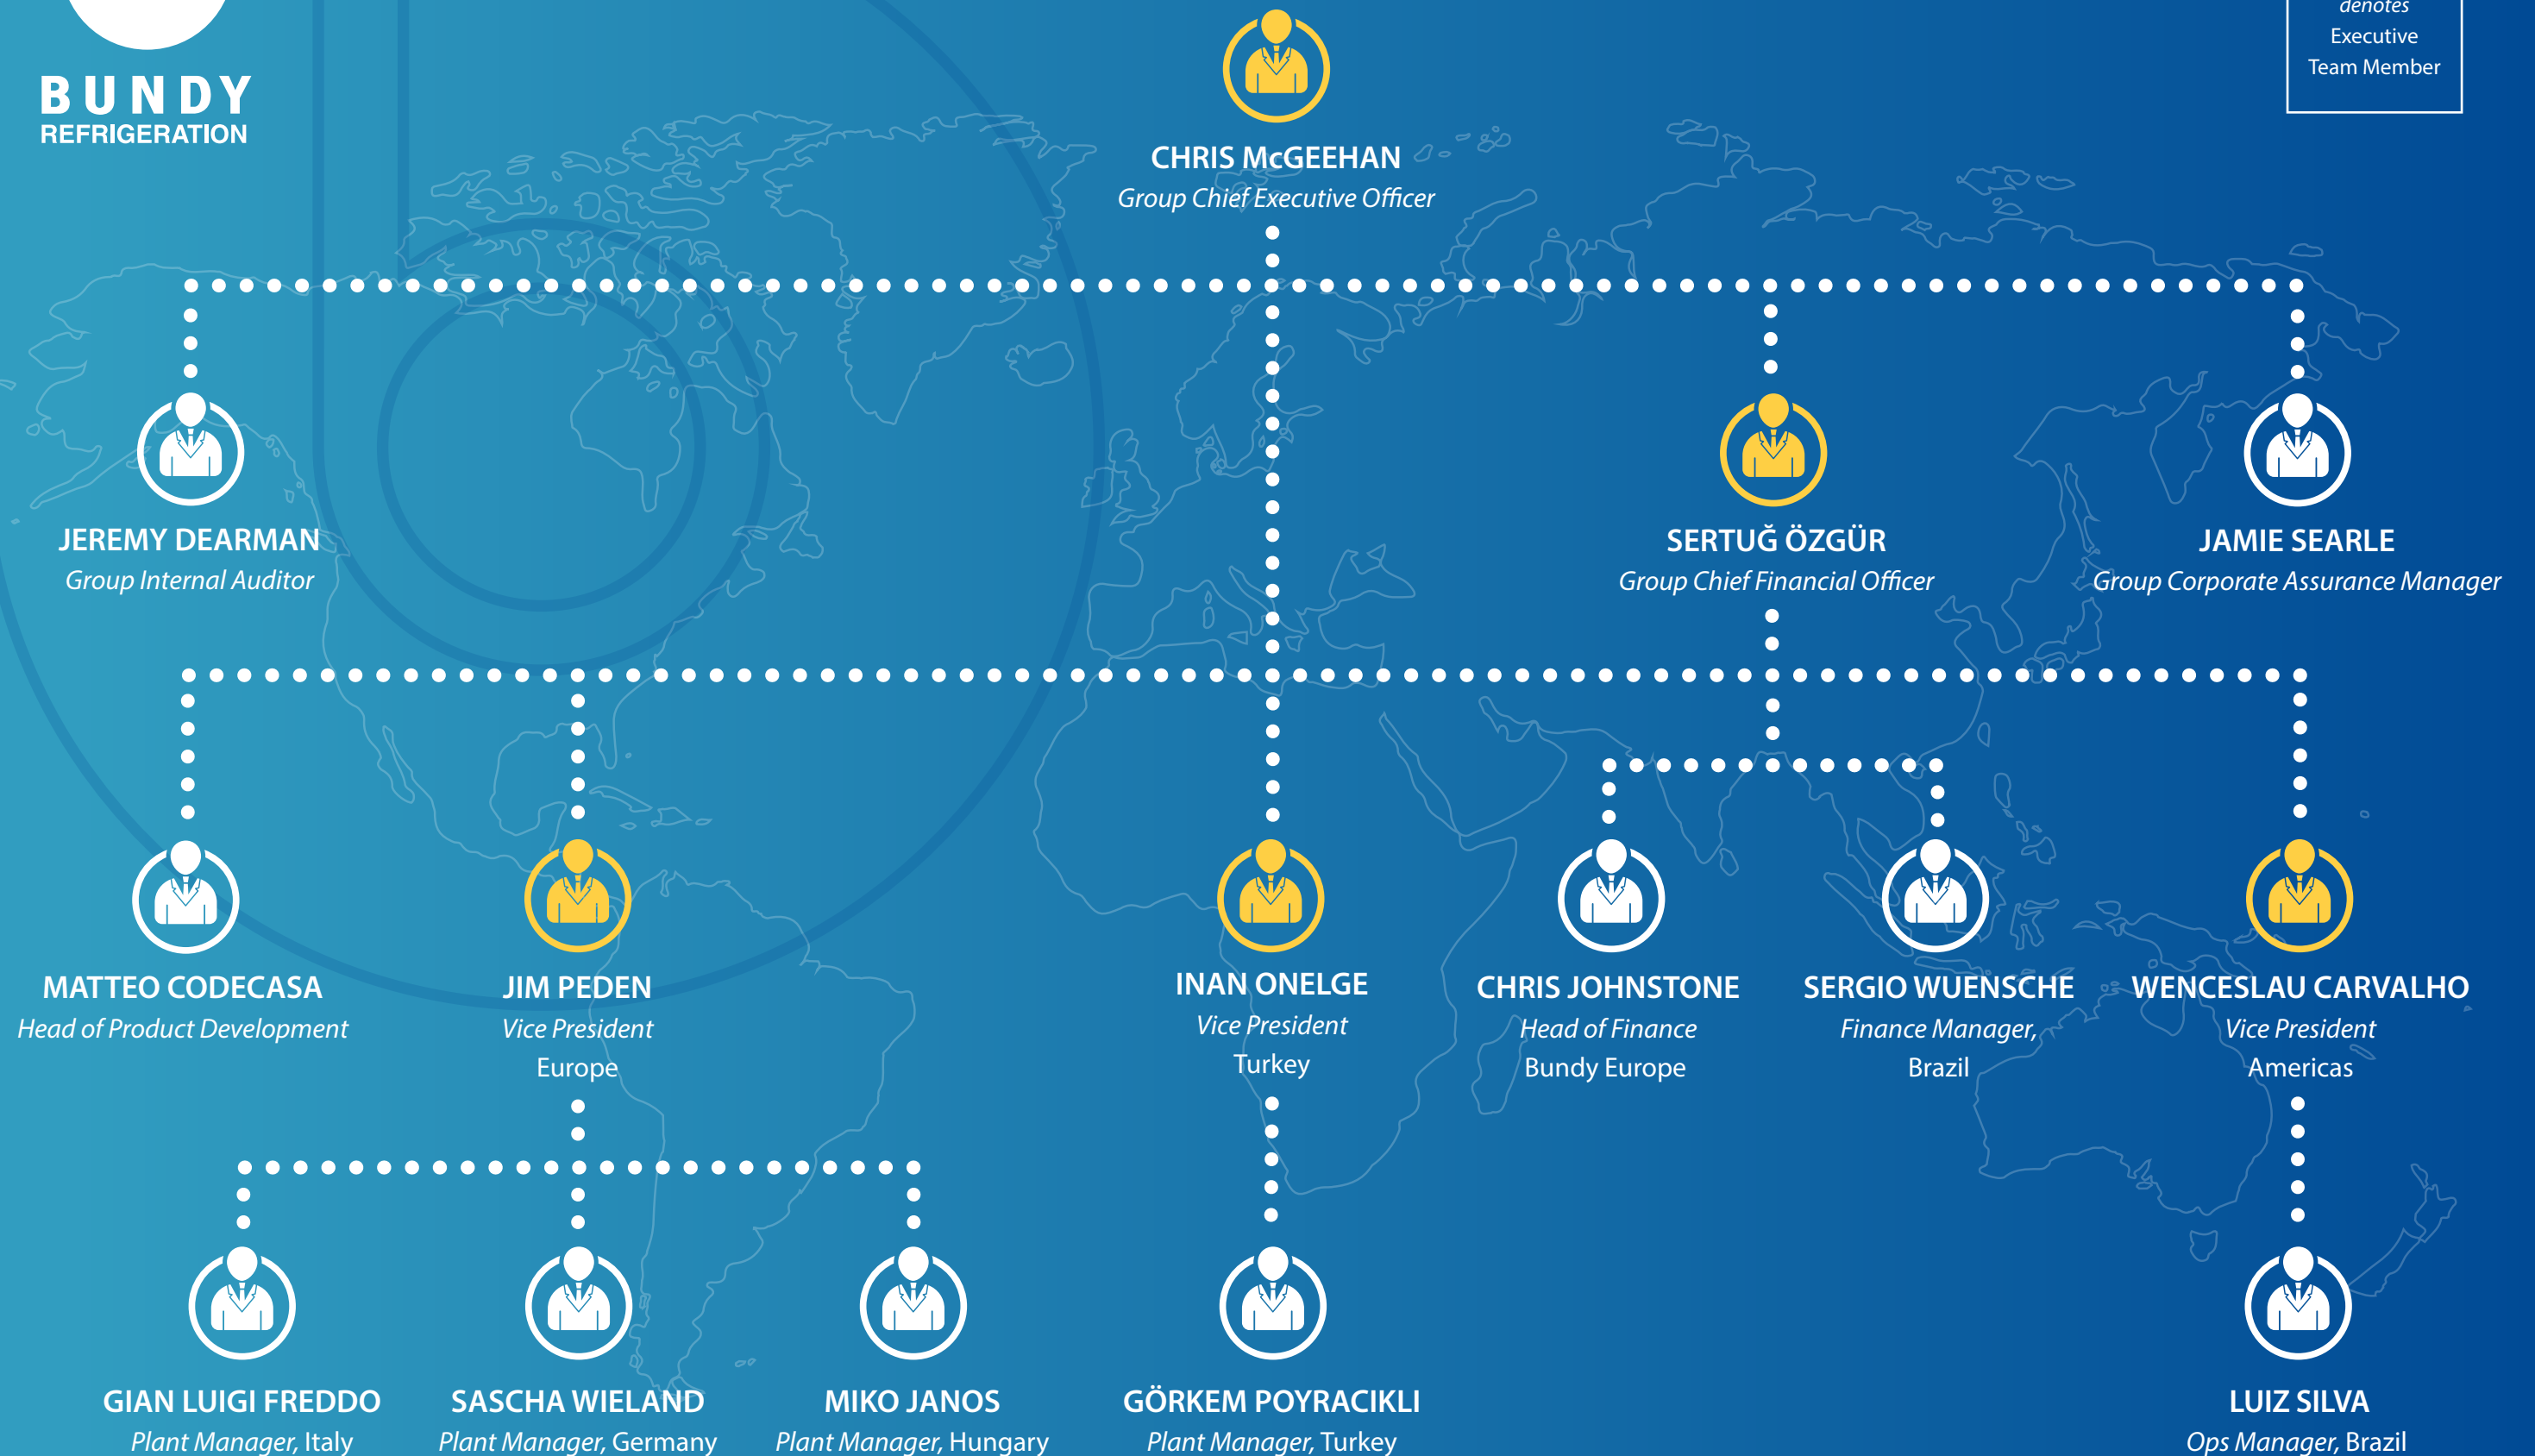 BUNDY
REFRIGERATION
denotes
Executive
Team Member
CHRIS McGEEHAN
Group Chief Executive Officer
JEREMY DEARMAN
Group Internal Auditor
SERTUĞ ÖZGÜR
Group Chief Financial Officer
JAMIE SEARLE
Group Corporate Assurance Manager
MATTEO CODECASA
Head of Product Development
JIM PEDEN
Vice President
Europe
INAN ONELGE
Vice President
Turkey
CHRIS JOHNSTONE
Head of Finance
Bundy Europe
SERGIO WUENSCHE
Finance Manager,
Brazil
WENCESLAU CARVALHO
Vice President
Americas
GIAN LUIGI FREDDO
Plant Manager, Italy
SASCHA WIELAND
Plant Manager, Germany
MIKO JANOS
Plant Manager, Hungary
GÖRKEM POYRACIKLI
Plant Manager, Turkey
LUIZ SILVA
Ops Manager, Brazil